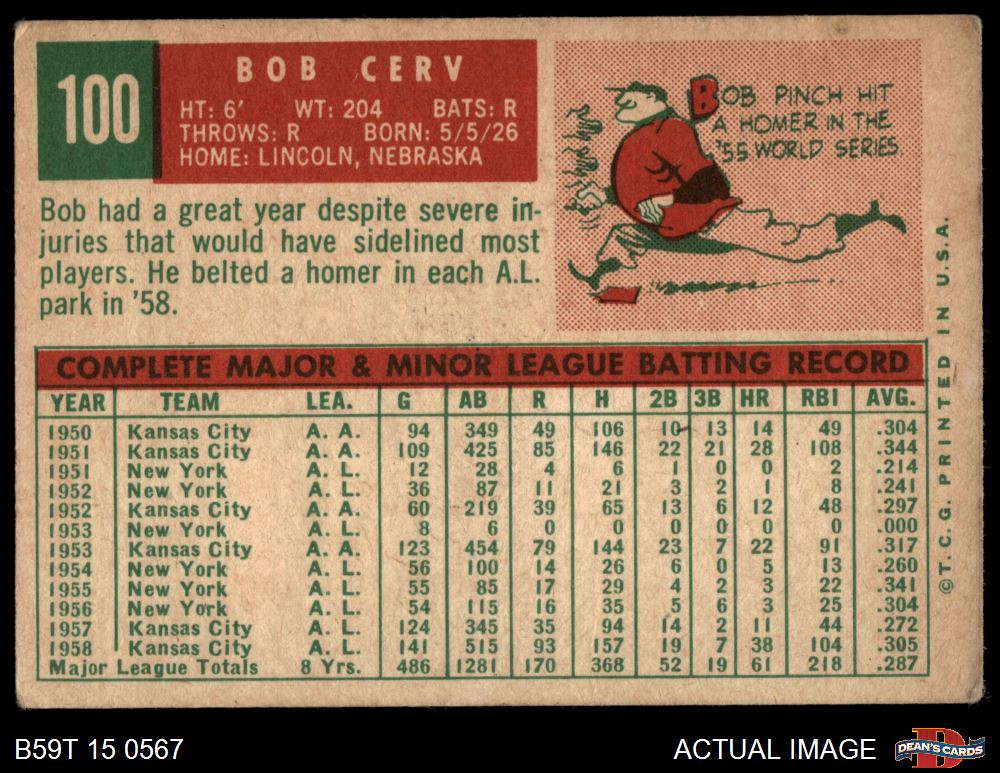 100
BOB CERV
HT: 6' WT: 204 BATS: R
THROWS: R BORN: 5/5/26
HOME: LINCOLN, NEBRASKA
Bob had a great year despite severe in-
juries that would have sidelined most
players. He belted a homer in each A.L.
park in '58.
BOB PINCH HIT
A HOMER IN THE
'55 WORLD SERIES
COMPLETE MAJOR & MINOR LEAGUE BATTING RECORD
YEAR TEAM LEA. G AB R H 2B 3B HR RBI AVG.
1950 Kansas City A. A. 94 349 49 106 10 13 14 49 .304
1951 Kansas City A. A. 109 425 85 146 22 21 28 108 .344
1951 New York A. L. 12 28 4 6 1 0 0 2 .214
1952 New York A. L. 36 87 11 21 3 2 1 8 .241
1952 Kansas City A. A. 60 219 39 65 13 6 12 48 .297
1953 New York A. L. 8 6 0 0 0 0 0 0 .000
1953 Kansas City A. A. 123 454 79 144 23 7 22 91 .317
1954 New York A. L. 56 100 14 26 6 0 5 13 .260
1955 New York A. L. 55 85 17 29 4 2 3 22 .341
1956 New York A. L. 54 115 16 35 5 6 3 25 .304
1957 Kansas City A. L. 124 345 35 94 14 2 11 44 .272
1958 Kansas City A. L. 141 515 93 157 19 7 38 104 .305
Major League Totals 8 Yrs. 486 1281 170 368 52 19 61 218 .287
©T. C. G. PRINTED IN U.S.A.
B59T 15 0567
ACTUAL IMAGE
DEAN'S CARDS